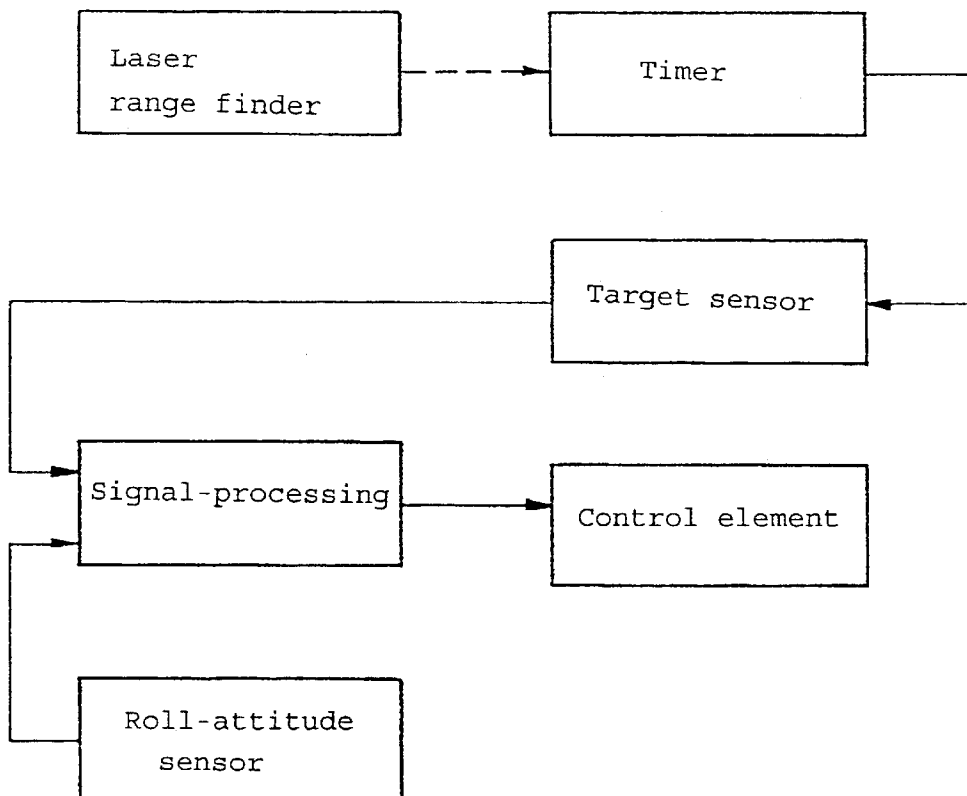 Laser
range finder
Timer
Target sensor
Signal-processing
Control element
Roll-attitude
sensor